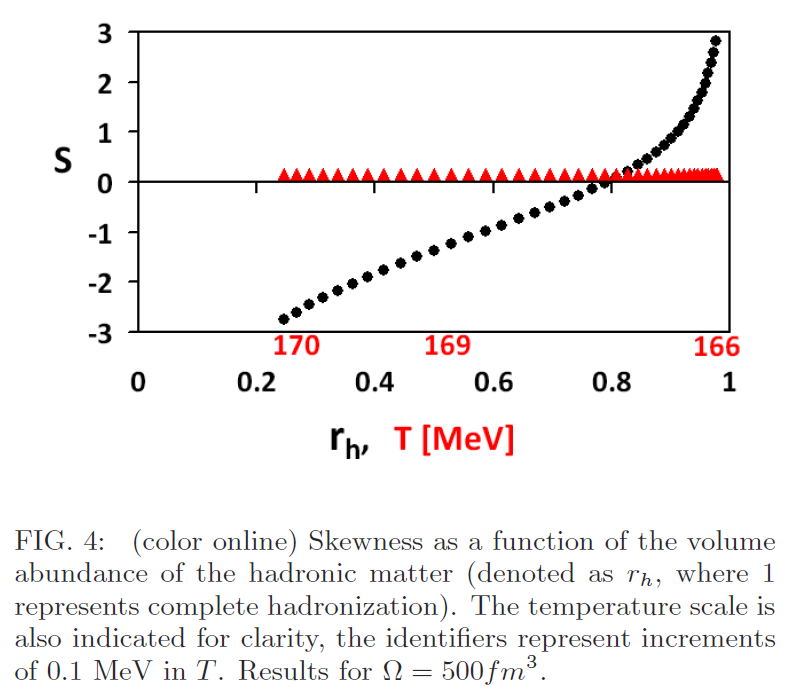 3
2
1
S
0
-1
-2
-3
170 169 166
0 0.2 0.4 0.6 0.8 1
rh, T [MeV]
FIG. 4: (color online) Skewness as a function of the volume
abundance of the hadronic matter (denoted as rh, where 1
represents complete hadronization). The temperature scale is
also indicated for clarity, the identifiers represent increments
of 0.1 MeV in T. Results for Ω = 500fm³.